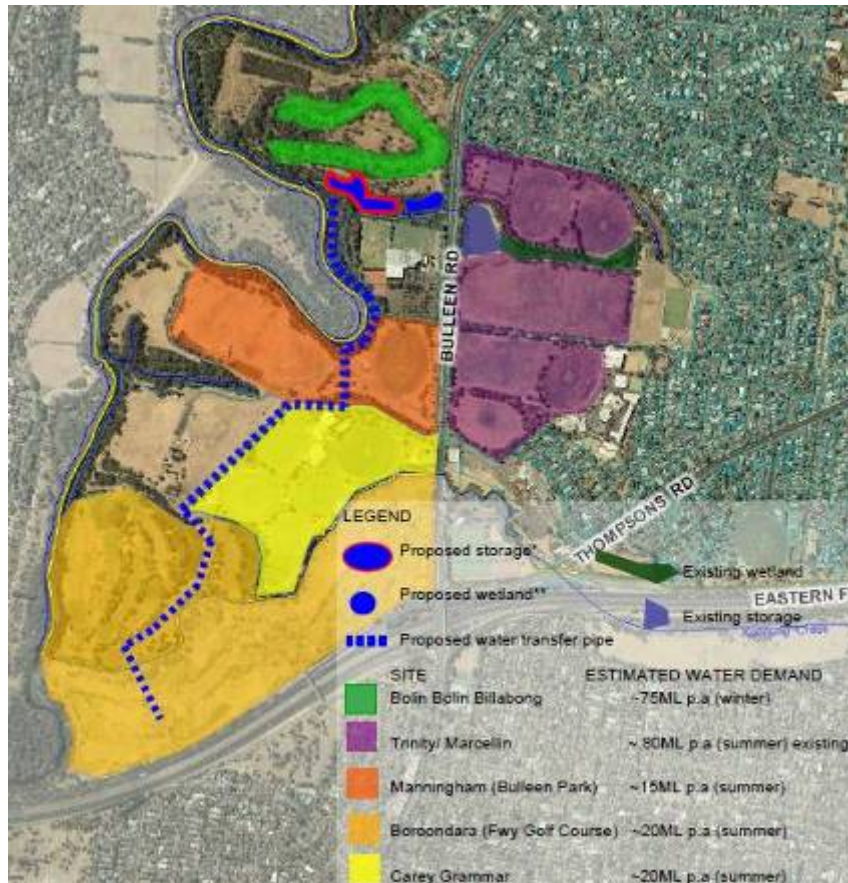 BULLEEN RD
THOMPSONS RD
EASTERN F
LEGEND
Proposed storage*
Proposed wetland**
Proposed water transfer pipe
Existing wetland
Existing storage
SITE ESTIMATED WATER DEMAND
Bolin Bolin Billabong ~75ML p.a (winter)
Trinity/ Marcellin ~ 80ML p.a (summer) existing
Manningham (Bulleen Park) ~15ML p.a (summer)
Boroondara (Fwy Golf Course) ~20ML p.a (summer)
Carey Grammar ~20ML p.a (summer)